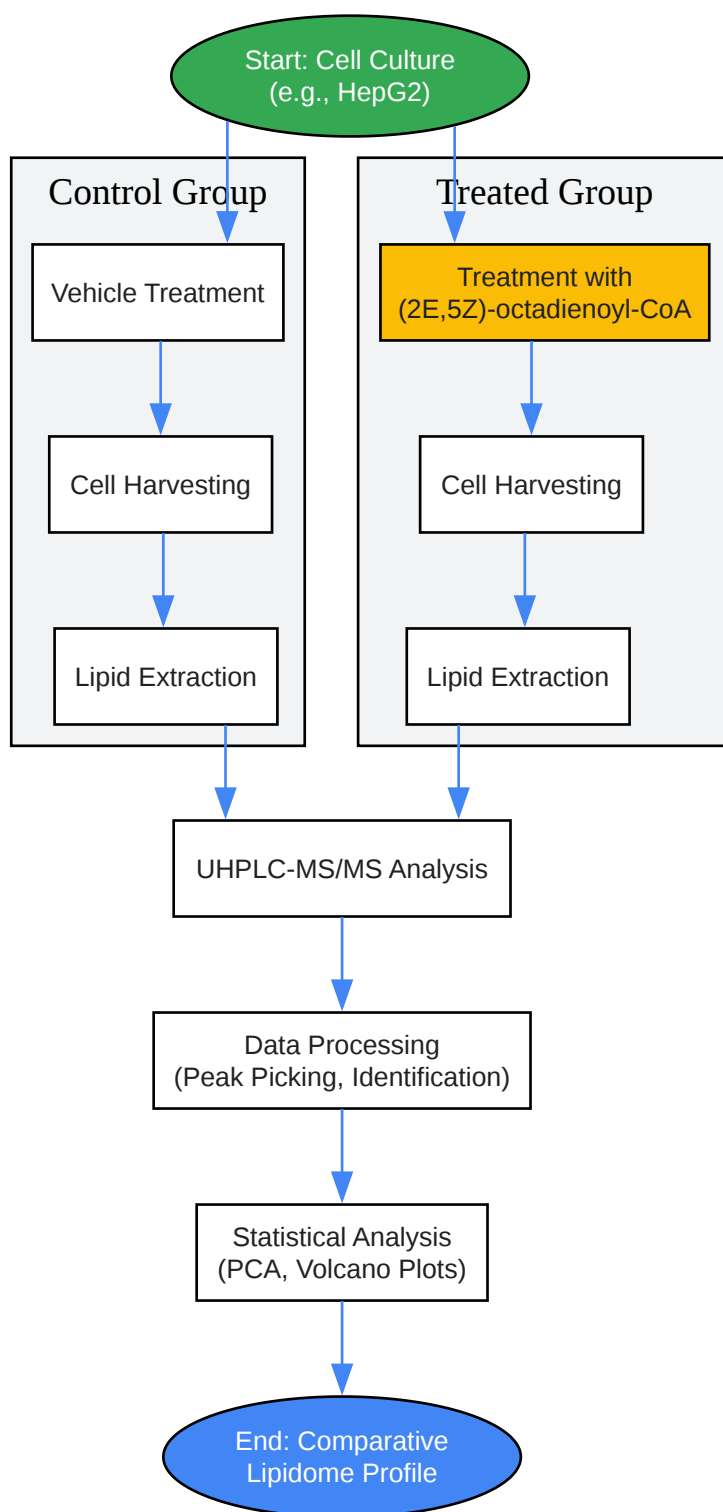 Start: Cell Culture
(e.g., HepG2)
Control Group
Vehicle Treatment
Cell Harvesting
Lipid Extraction
Treated Group
Treatment with
(2E,5Z)-octadienoyl-CoA
Cell Harvesting
Lipid Extraction
UHPLC-MS/MS Analysis
Data Processing
(Peak Picking, Identification)
Statistical Analysis
(PCA, Volcano Plots)
End: Comparative
Lipidome Profile